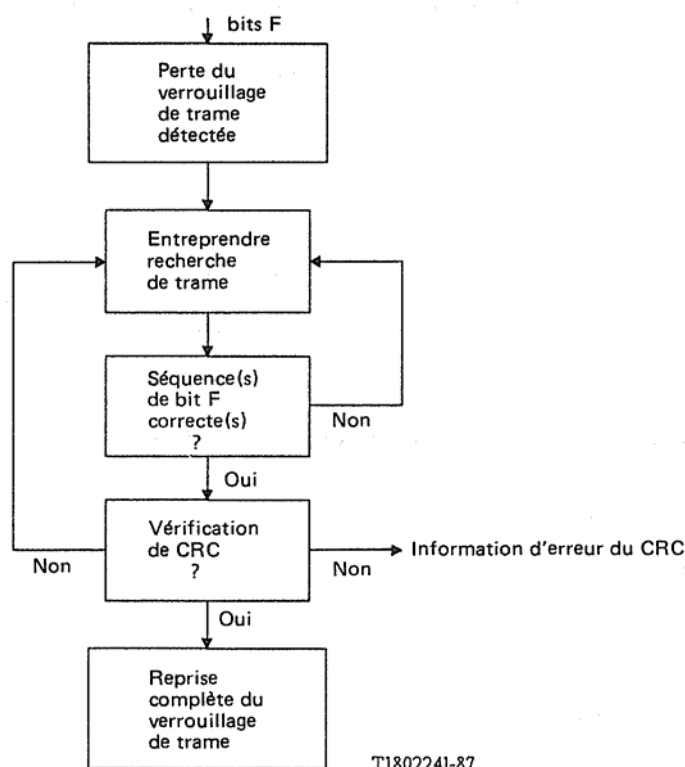 bits F
Perte du
verrouillage
de trame
détectée
Entreprendre
recherche
de trame
Séquence(s)
de bit F
correcte(s)
?
Non
Oui
Vérification
de CRC
?
Non
Non
Information d'erreur du CRC
Oui
Reprise
complète du
verrouillage
de trame
T1802241-87